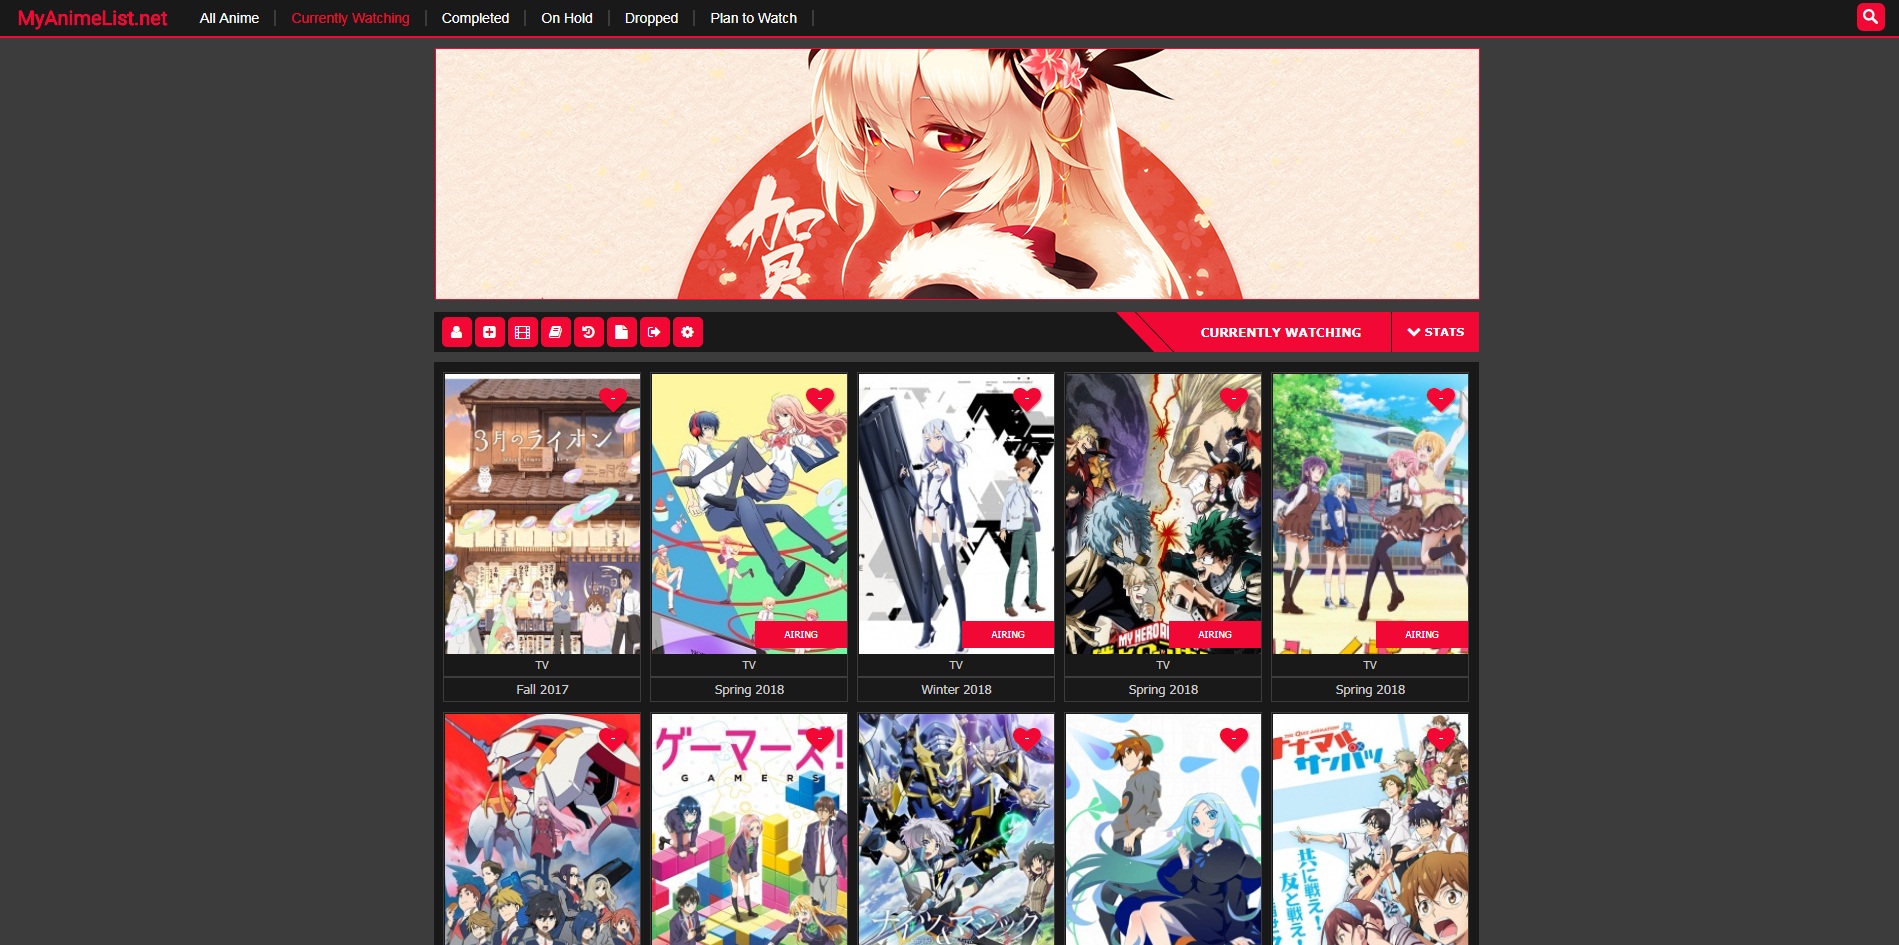 MyAnimeList.net
All Anime
Currently Watching
Completed
On Hold
Dropped
Plan to Watch
賀
CURRENTLY WATCHING
STATS
3月のライオン
-
-
-
-
-
MY HERO
AIRING
AIRING
AIRING
AIRING
TV
TV
TV
TV
TV
Fall 2017
Spring 2018
Winter 2018
Spring 2018
Spring 2018
-
ゲーマーズ!
GAMERS
-
-
-
ナイツ&マジック
THE QUIZ ANIMATION
ナナマル
サンバツ
-
共に戦え!
友と戦え!